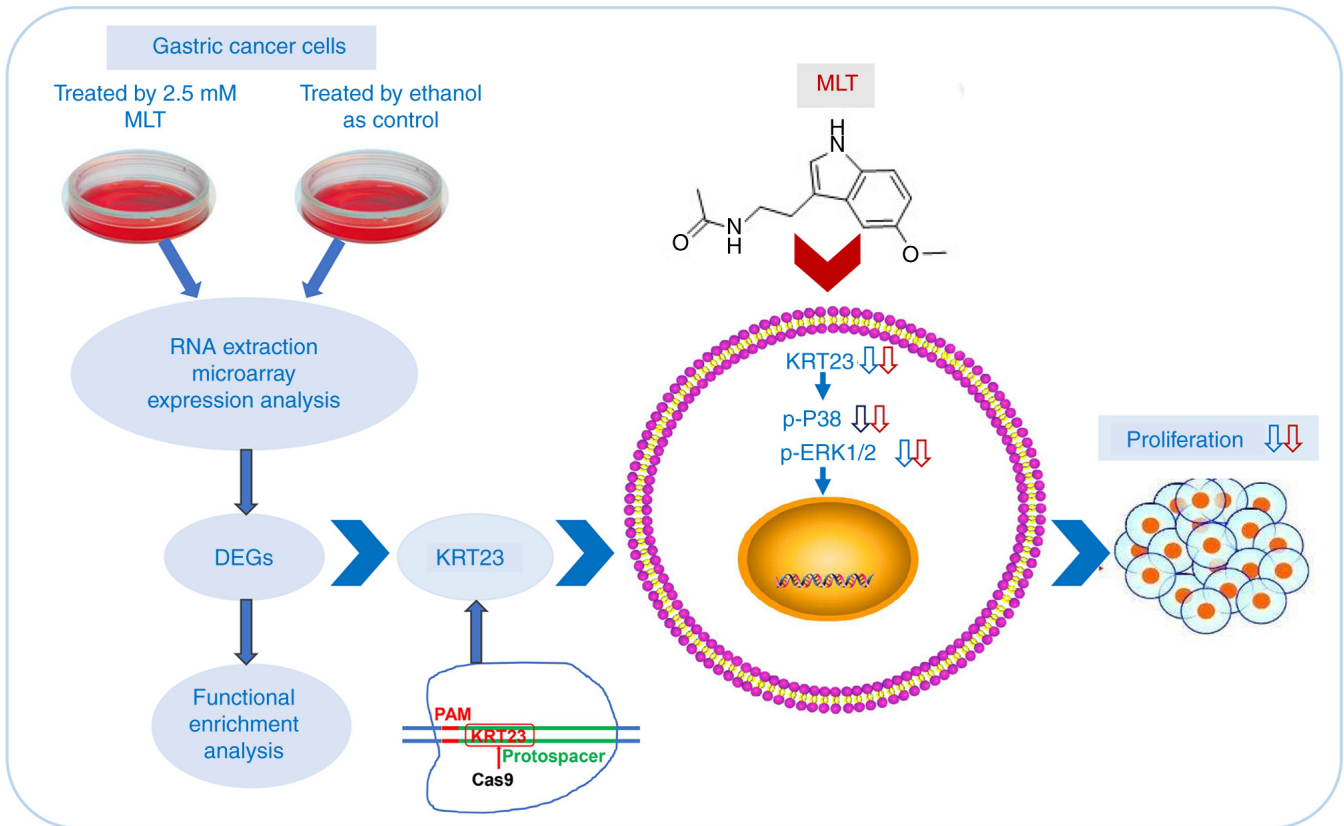 Gastric cancer cells
Treated by 2.5 mM
MLT
Treated by ethanol
as control
RNA extraction
microarray
expression analysis
DEGs
Functional
enrichment
analysis
KRT23
PAM
KRT23
Protospacer
Cas9
MLT
H
N
O
N
H
O
KRT23
p-P38
p-ERK1/2
Proliferation